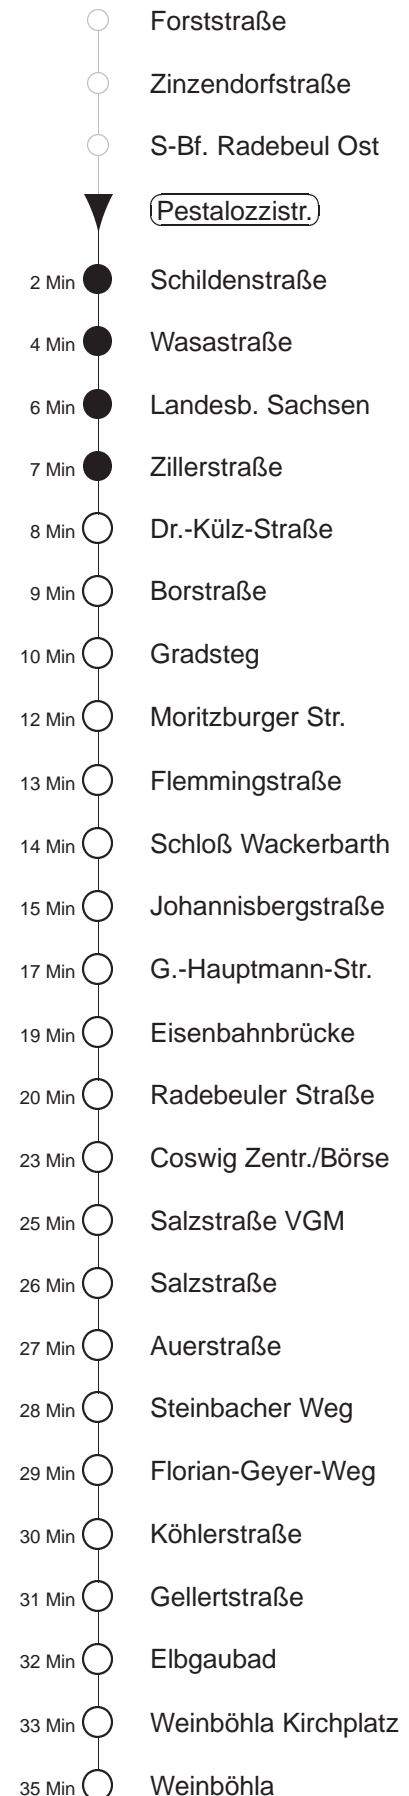 Forststraße
Zinzendorfstraße
S-Bf. Radebeul Ost
Pestalozzistr.
2 Min Schildenstraße
4 Min Wasastraße
6 Min Landesb. Sachsen
7 Min Zillerstraße
8 Min Dr.-Külz-Straße
9 Min Borstraße
10 Min Gradsteg
12 Min Moritzburger Str.
13 Min Flemmingstraße
14 Min Schloß Wackerbarth
15 Min Johannisbergstraße
17 Min G.-Hauptmann-Str.
19 Min Eisenbahnbrücke
20 Min Radebeuler Straße
23 Min Coswig Zentr./Börse
25 Min Salzstraße VGM
26 Min Salzstraße
27 Min Auerstraße
28 Min Steinbacher Weg
29 Min Florian-Geyer-Weg
30 Min Köhlerstraße
31 Min Gellertstraße
32 Min Elbgaubad
33 Min Weinböhla Kirchplatz
35 Min Weinböhla